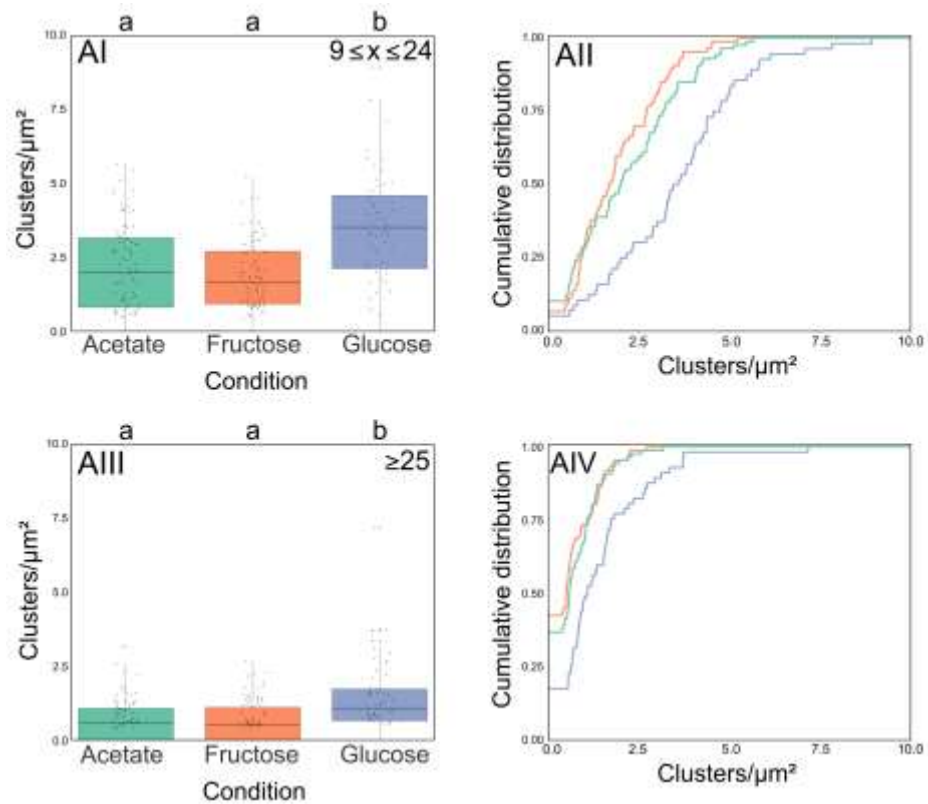 a a b
AI 9 ≤ x ≤ 24
10.0
7.5
5.0
2.5
0.0
Clusters/µm²
Acetate Fructose Glucose
Condition
AII
1.00
0.75
0.50
0.25
0.00
Cumulative distribution
0.0 2.5 5.0 7.5 10.0
Clusters/µm²
a a b
AIII ≥25
10.0
7.5
5.0
2.5
0.0
Clusters/µm²
Acetate Fructose Glucose
Condition
AIV
1.00
0.75
0.50
0.25
0.00
Cumulative distribution
0.0 2.5 5.0 7.5 10.0
Clusters/µm²